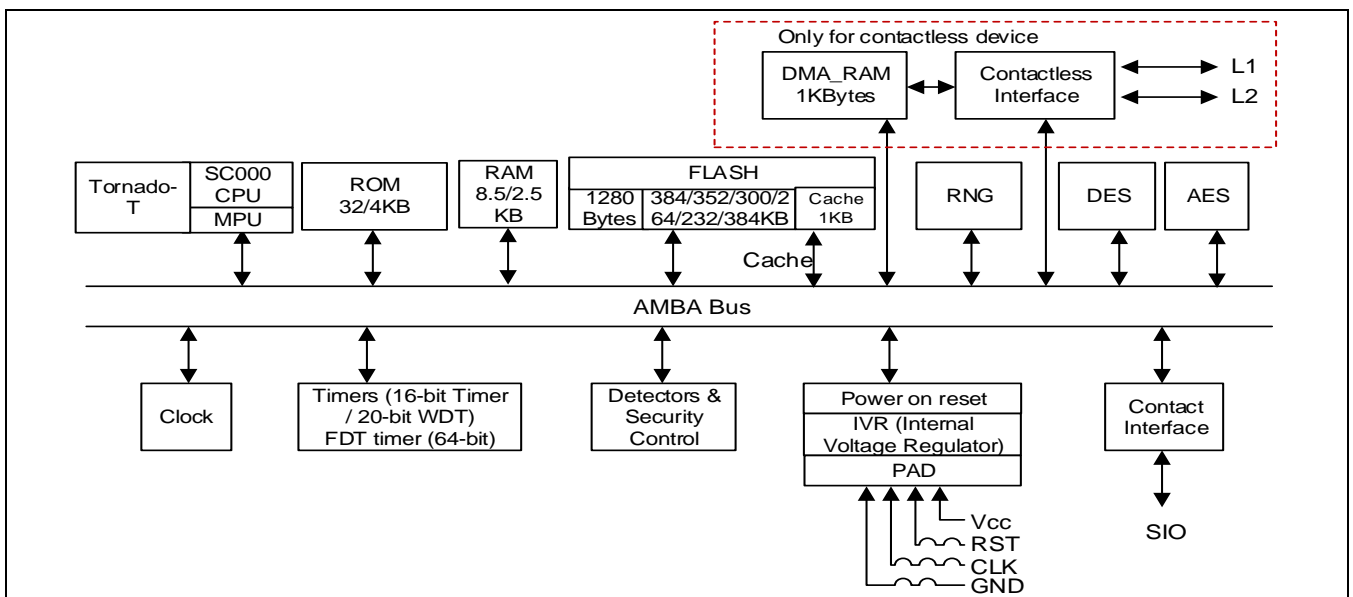 Only for contactless device
DMA_RAM
1KBytes
Contactless
Interface
L1
L2
Tornado-
T
SC000
CPU
MPU
ROM
32/4KB
RAM
8.5/2.5
KB
FLASH
1280
Bytes
384/352/300/2
64/232/384KB
Cache
1KB
RNG
DES
AES
Cache
AMBA Bus
Clock
Timers (16-bit Timer
/ 20-bit WDT)
FDT timer (64-bit)
Detectors &
Security
Control
Power on reset
IVR (Internal
Voltage Regulator)
PAD
Contact
Interface
Vcc
RST
CLK
GND
SIO